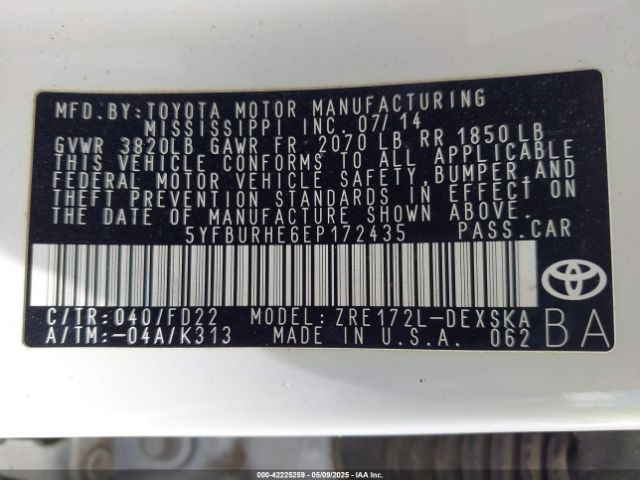 MFD. BY: TOYOTA MOTOR MANUFACTURING
MISSISSIPPI INC. 07/14
GVWR 3820LB GAWR FR 2070 LB RR 1850 LB
THIS VEHICLE CONFORMS TO ALL APPLICABLE
FEDERAL MOTOR VEHICLE SAFETY, BUMPER, AND
THEFT PREVENTION STANDARDS IN EFFECT ON
THE DATE OF MANUFACTURE SHOWN ABOVE.
5YFBURHE6EP172435 PASS.CAR
C/TR: 040/FD22 MODEL: ZRE172L-DEXSKA
A/TM: -04A/K313 MADE IN U.S.A. 062 BA
000-42225259 - 05/09/2025 - IAA Inc.